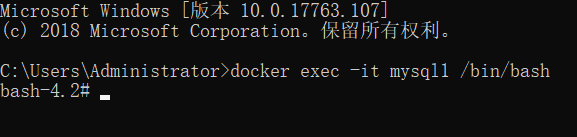 Microsoft Windows [版本 10.0.17763.107]
(c) 2018 Microsoft Corporation。保留所有权利。
C:\Users\Administrator>docker exec -it mysql1 /bin/bash
bash-4.2#